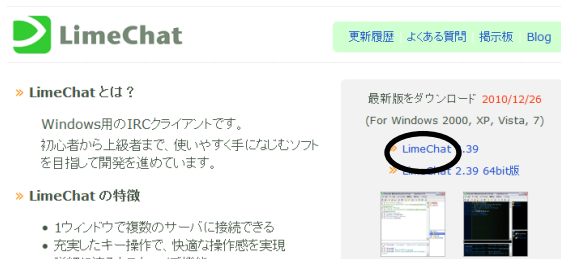 LimeChat
更新履歴 よくある質問 掲示板 Blog
LimeChat とは？
Windows用のIRCクライアントです。
初心者から上級者まで、使いやすく手になじむソフト
を目指して開発を進めています。
LimeChat の特徴
• 1ウィンドウで複数のサーバに接続できる
• 充実したキー操作で、快適な操作感を実現
最新版をダウンロード 2010/12/26
(For Windows 2000, XP, Vista, 7)
» LimeChat .39
» LimeChat 2.39 64bit版